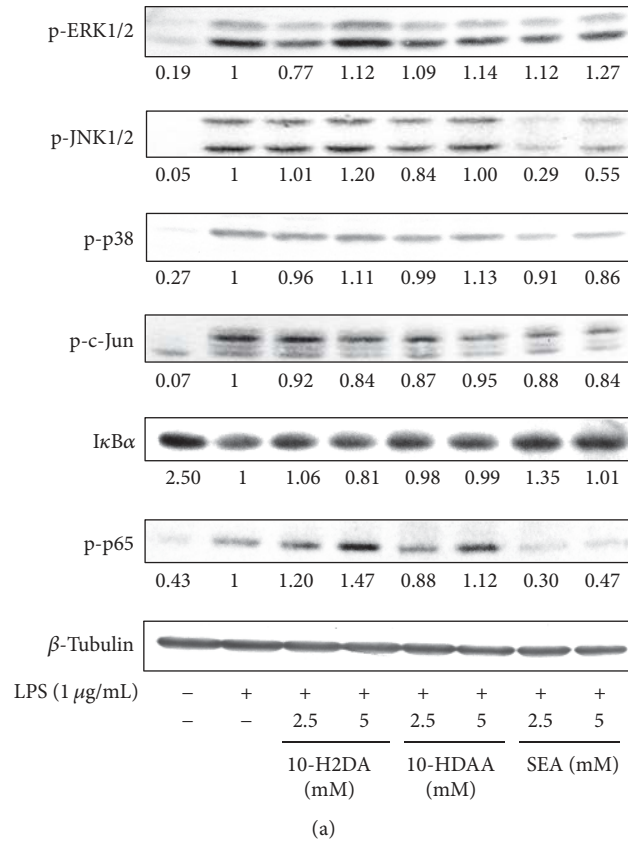 p-ERK1/2
0.19 1 0.77 1.12 1.09 1.14 1.12 1.27
p-JNK1/2
0.05 1 1.01 1.20 0.84 1.00 0.29 0.55
p-p38
0.27 1 0.96 1.11 0.99 1.13 0.91 0.86
p-c-Jun
0.07 1 0.92 0.84 0.87 0.95 0.88 0.84
IκBα
2.50 1 1.06 0.81 0.98 0.99 1.35 1.01
p-p65
0.43 1 1.20 1.47 0.88 1.12 0.30 0.47
β-Tubulin
LPS (1 μg/mL) – + + + + + + +
– – 2.5 5 2.5 5 2.5 5
10-H2DA 10-HDAA SEA (mM)
(mM) (mM)
(a)